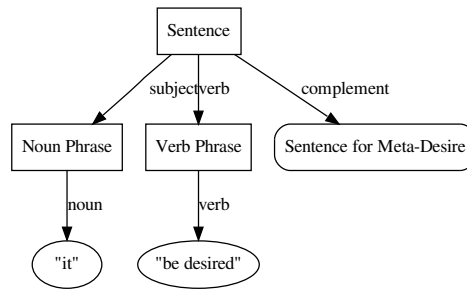 Sentence
subject verb complement
Noun Phrase Verb Phrase Sentence for Meta-Desire
noun verb
"it" "be desired"